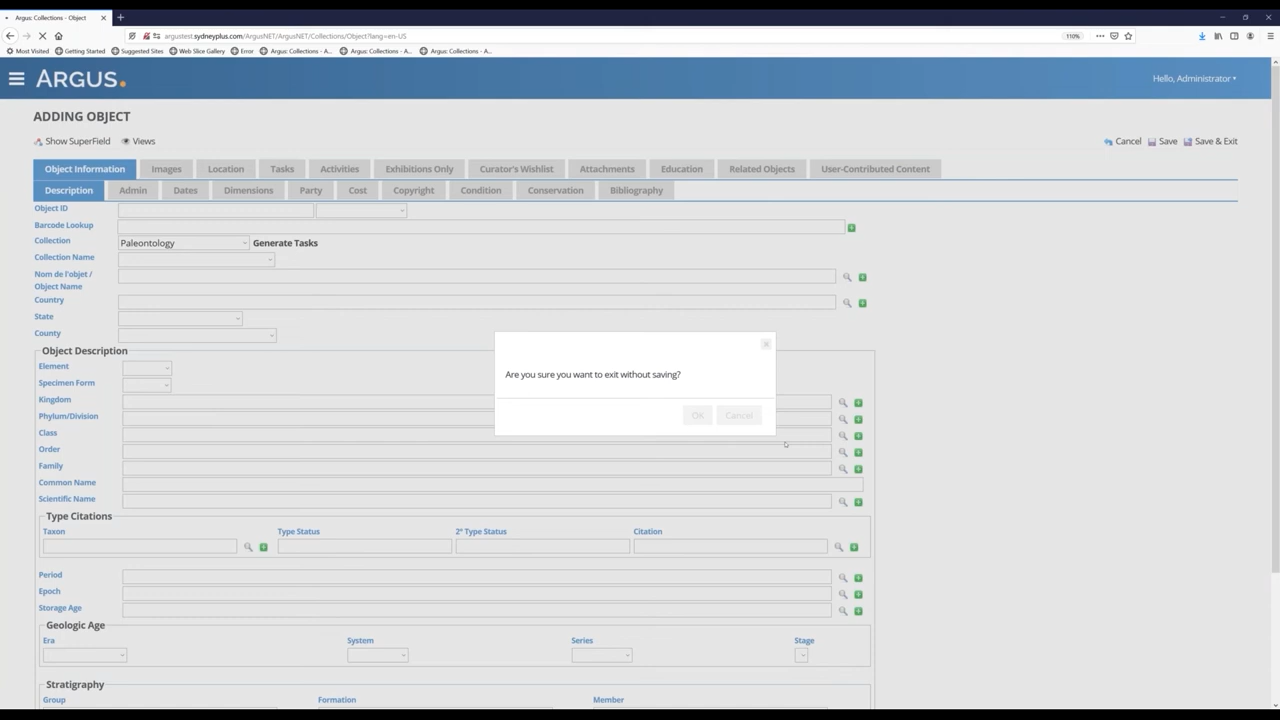 Argus: Collections - Object
argustest.sydneyplus.com/ArgusNET/ArgusNET/Collections/Object?lang=en-US
110%
Most Visited Getting Started Suggested Sites Web Slice Gallery Error Argus: Collections - A... Argus: Collections - A... Argus: Collections - A...
ARGUS.
Hello, Administrator
ADDING OBJECT
Show SuperField Views Cancel Save Save & Exit
Object Information Images Location Tasks Activities Exhibitions Only Curator's Wishlist Attachments Education Related Objects User-Contributed Content
Description Admin Dates Dimensions Party Cost Copyright Condition Conservation Bibliography
Object ID
Barcode Lookup
Collection Paleontology Generate Tasks
Collection Name
Nom de l'objet /
Object Name
Country
State
County
Object Description
Element
Specimen Form
Kingdom
Phylum/Division
Class
Order
Family
Common Name
Scientific Name
Are you sure you want to exit without saving?
OK Cancel
Type Citations
Taxon Type Status 2° Type Status Citation
Period
Epoch
Storage Age
Geologic Age
Era System Series Stage
Stratigraphy
Group Formation Member